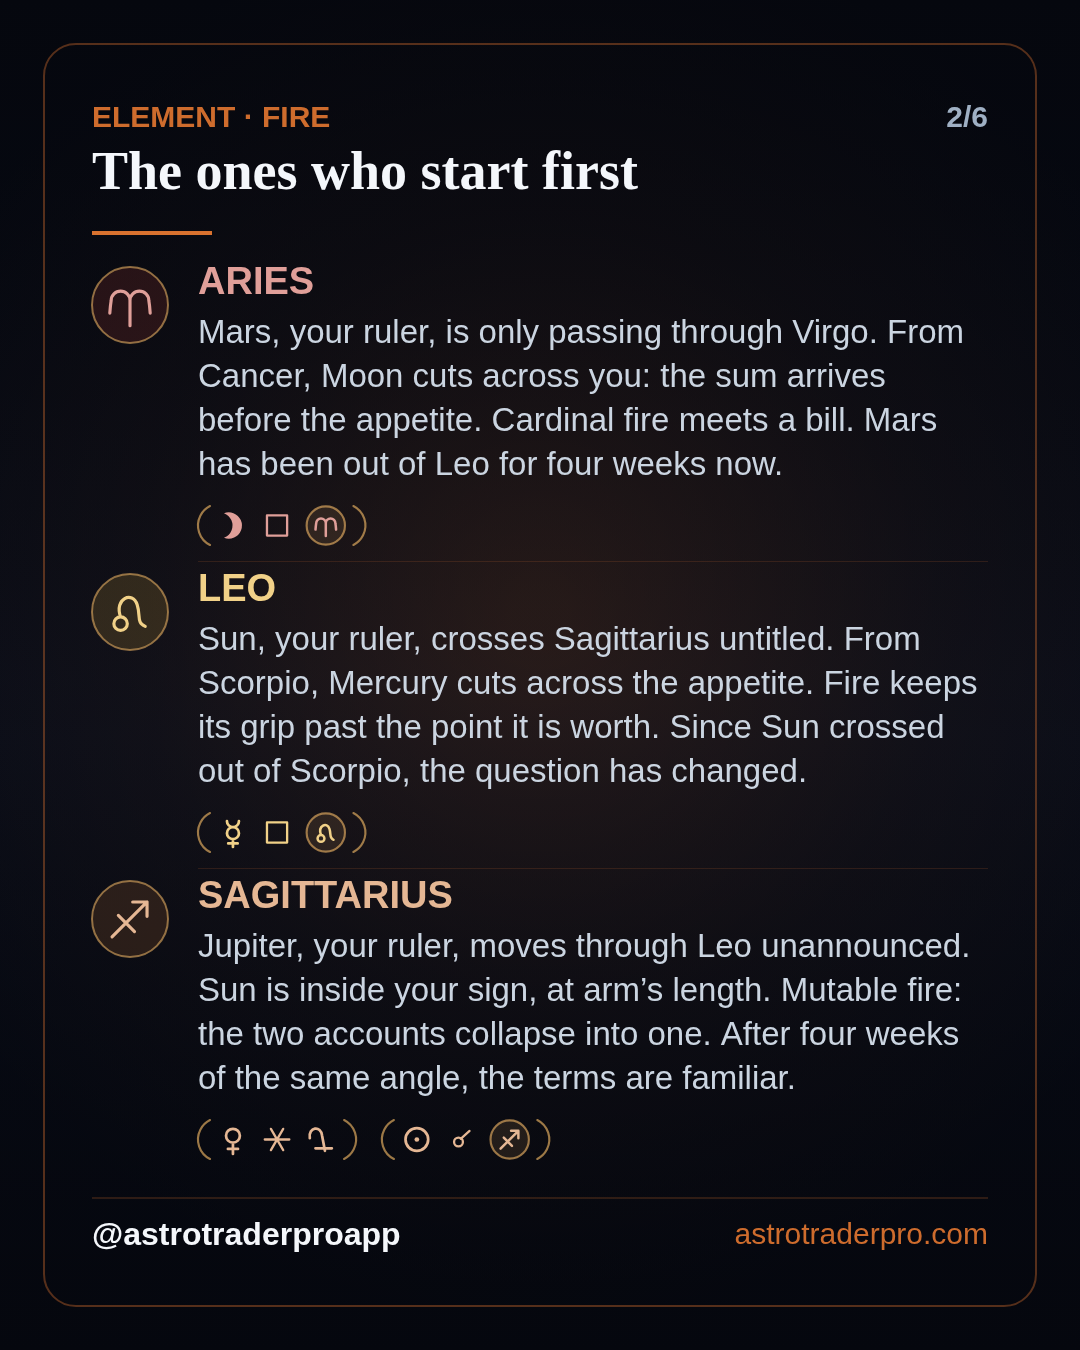 ELEMENT · FIRE
2/6
The ones who start first
ARIES
Mars, your ruler, is only passing through Virgo. From
Cancer, Moon cuts across you: the sum arrives
before the appetite. Cardinal fire meets a bill. Mars
has been out of Leo for four weeks now.
LEO
Sun, your ruler, crosses Sagittarius untitled. From
Scorpio, Mercury cuts across the appetite. Fire keeps
its grip past the point it is worth. Since Sun crossed
out of Scorpio, the question has changed.
SAGITTARIUS
Jupiter, your ruler, moves through Leo unannounced.
Sun is inside your sign, at arm’s length. Mutable fire:
the two accounts collapse into one. After four weeks
of the same angle, the terms are familiar.
@astrotraderproapp
astrotraderpro.com